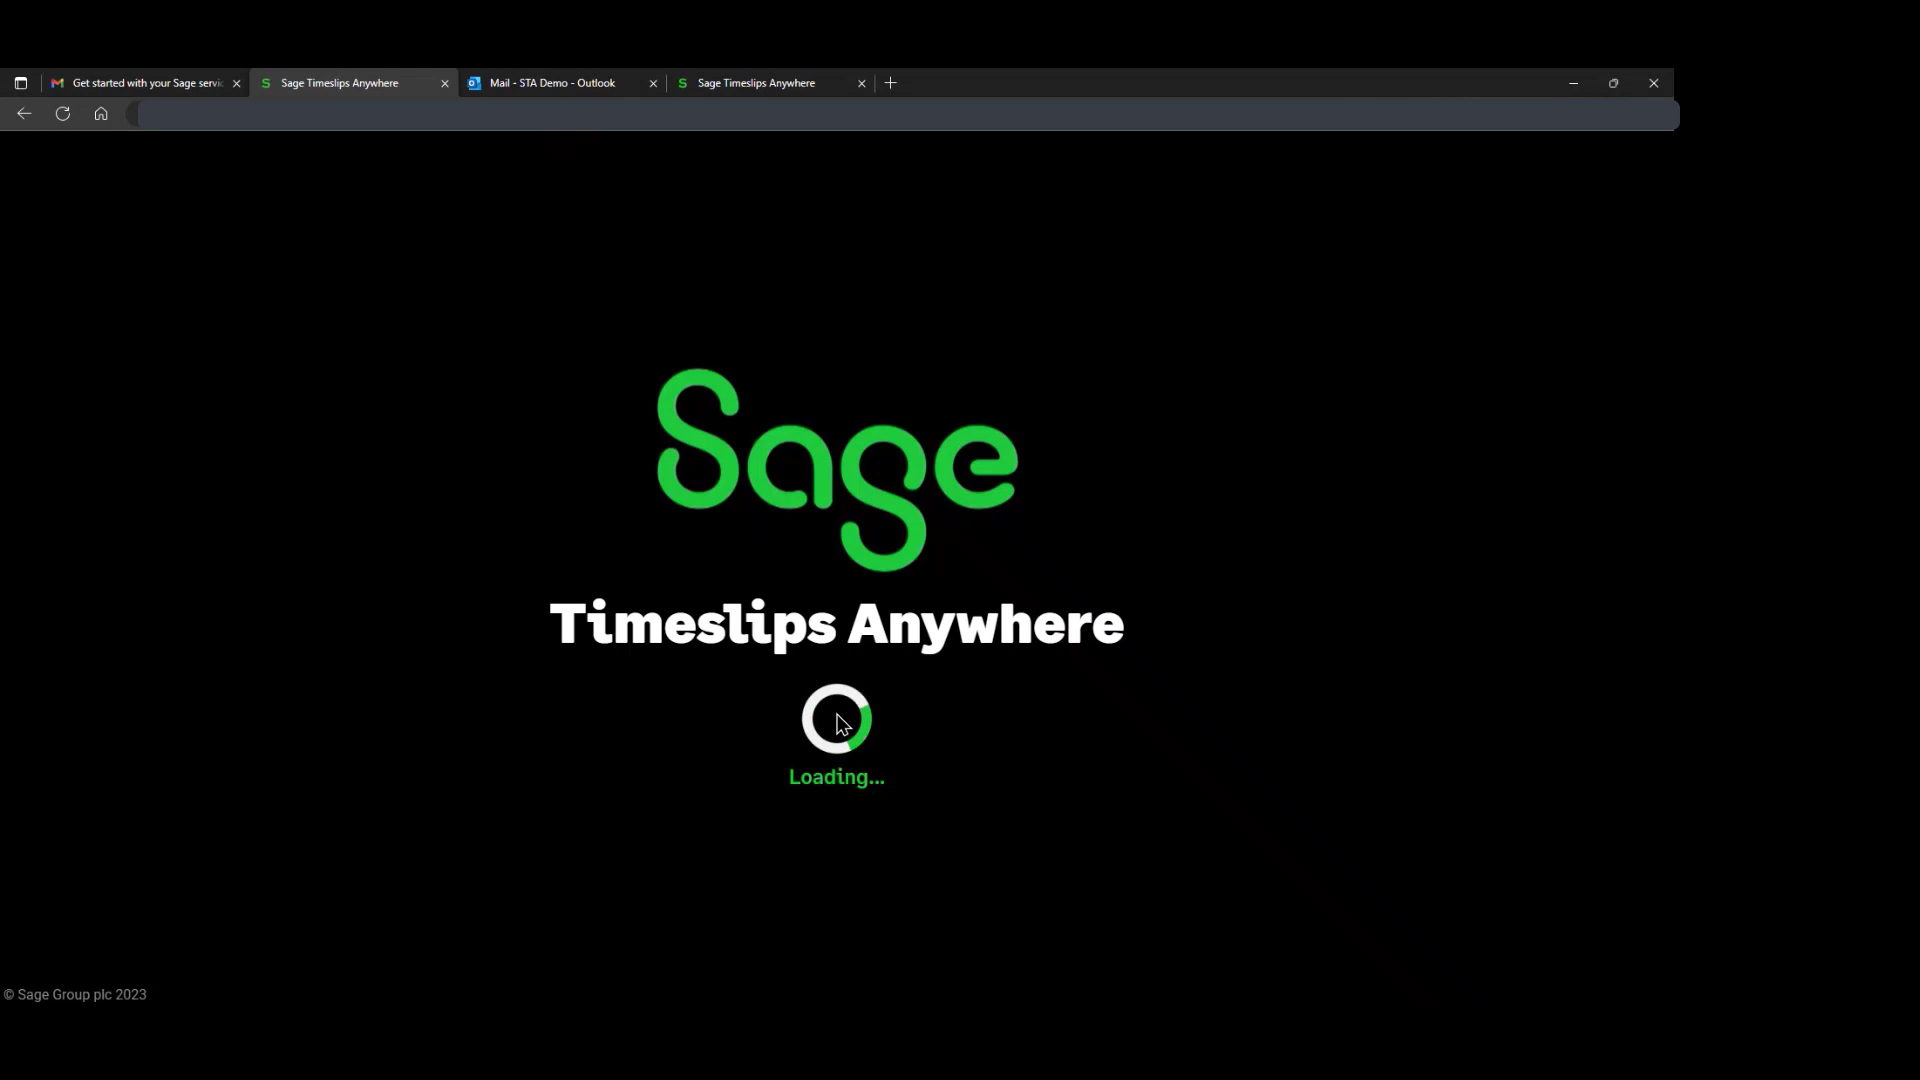 Get started with your Sage servic
Sage Timeslips Anywhere
Mail - STA Demo - Outlook
Sage Timeslips Anywhere
Sage
Timeslips Anywhere
Loading...
© Sage Group plc 2023